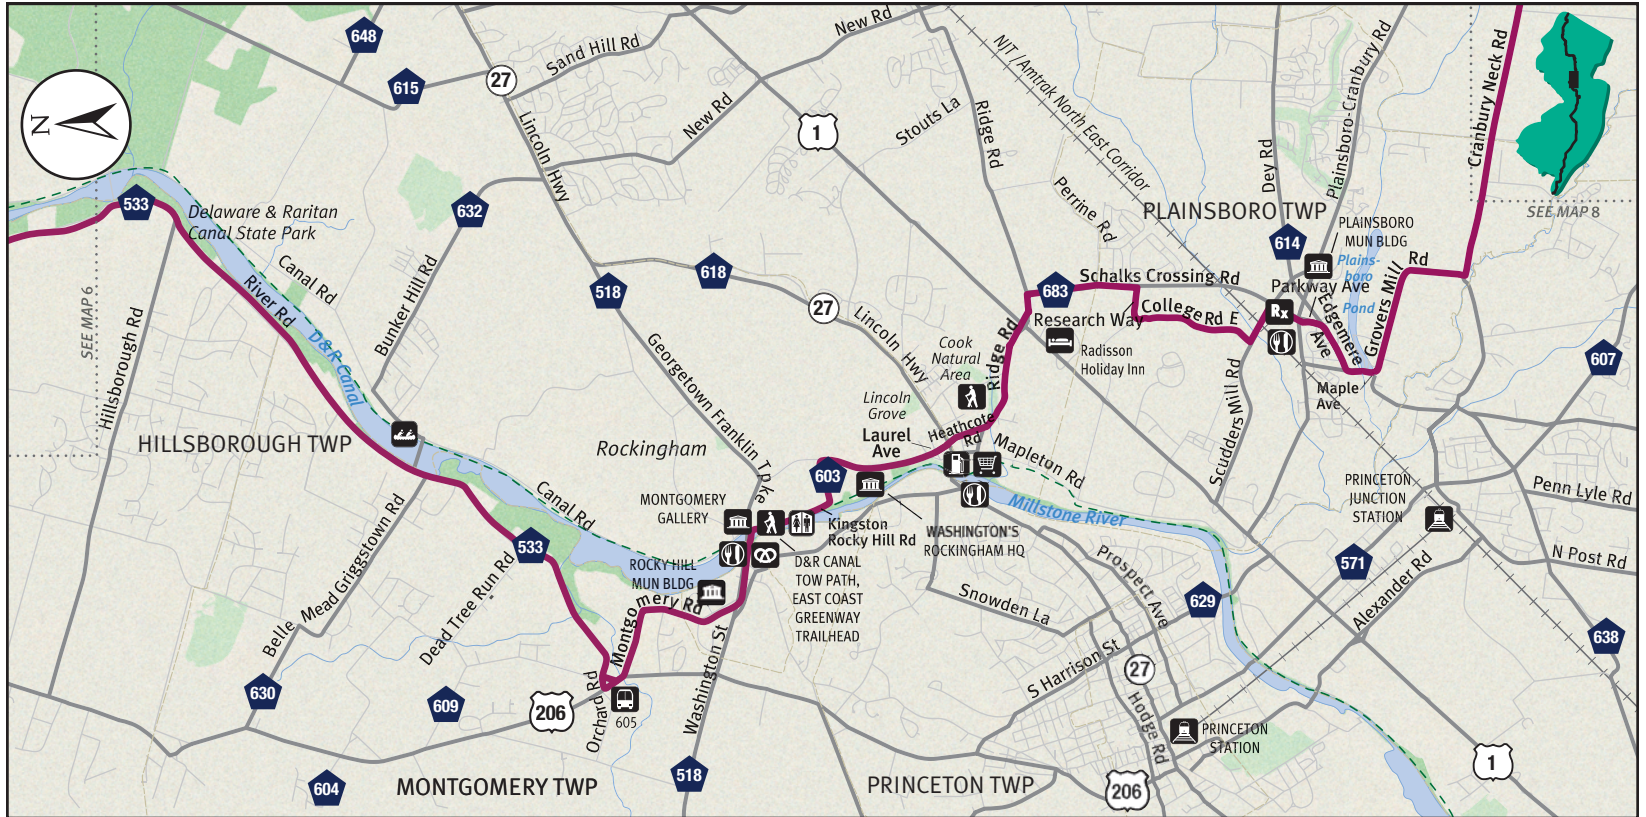 648
615
27
Sand Hill Rd
New Rd
Lincoln Hwy
New Rd
1
Stouts La
Ridge Rd
NJT/Amtrak North East Corridor
Dey Rd
Plainsboro-Cranbury Rd
Cranbury Neck Rd
SEE MAP 8
N
533
Delaware & Raritan
Canal State Park
SEE MAP 6
Canal Rd
River Rd
D&R Canal
Hillsborough Rd
632
Bunker Hill Rd
518
618
27
Lincoln Hwy
Georgetown Franklin Tpke
Perrine Rd
PLAINSBORO TWP
614
PLAINSBORO
MUN BLDG
Plains-
boro
Pond
683
Schalks Crossing Rd
Parkway Ave
Rx
Research Way
College Rd E
Radisson
Holiday Inn
Edgemere
Ave
Grovers Mill Rd
Maple
Ave
607
Scudders Mill Rd
Cook
Natural
Area
Lincoln
Grove
Ridge Rd
Heathcote
Rd
Laurel
Ave
Mapleton Rd
HILLSBOROUGH TWP
Rockingham
603
MONTGOMERY
GALLERY
Kingston
Rocky Hill Rd
WASHINGTON'S
ROCKINGHAM HQ
Millstone River
PRINCETON
JUNCTION
STATION
Penn Lyle Rd
N Post Rd
571
Alexander Rd
638
Canal Rd
Belle Mead Griggstown Rd
533
Dead Tree Run Rd
ROCKY HILL
MUN BLDG
D&R CANAL
TOW PATH,
EAST COAST
GREENWAY
TRAILHEAD
Montgomery Rd
Snowden La
Prospect Ave
629
S Harrison St
27
Hodge Rd
PRINCETON
STATION
630
609
206
Orchard Rd
605
Washington St
604
MONTGOMERY TWP
518
PRINCETON TWP
206
1